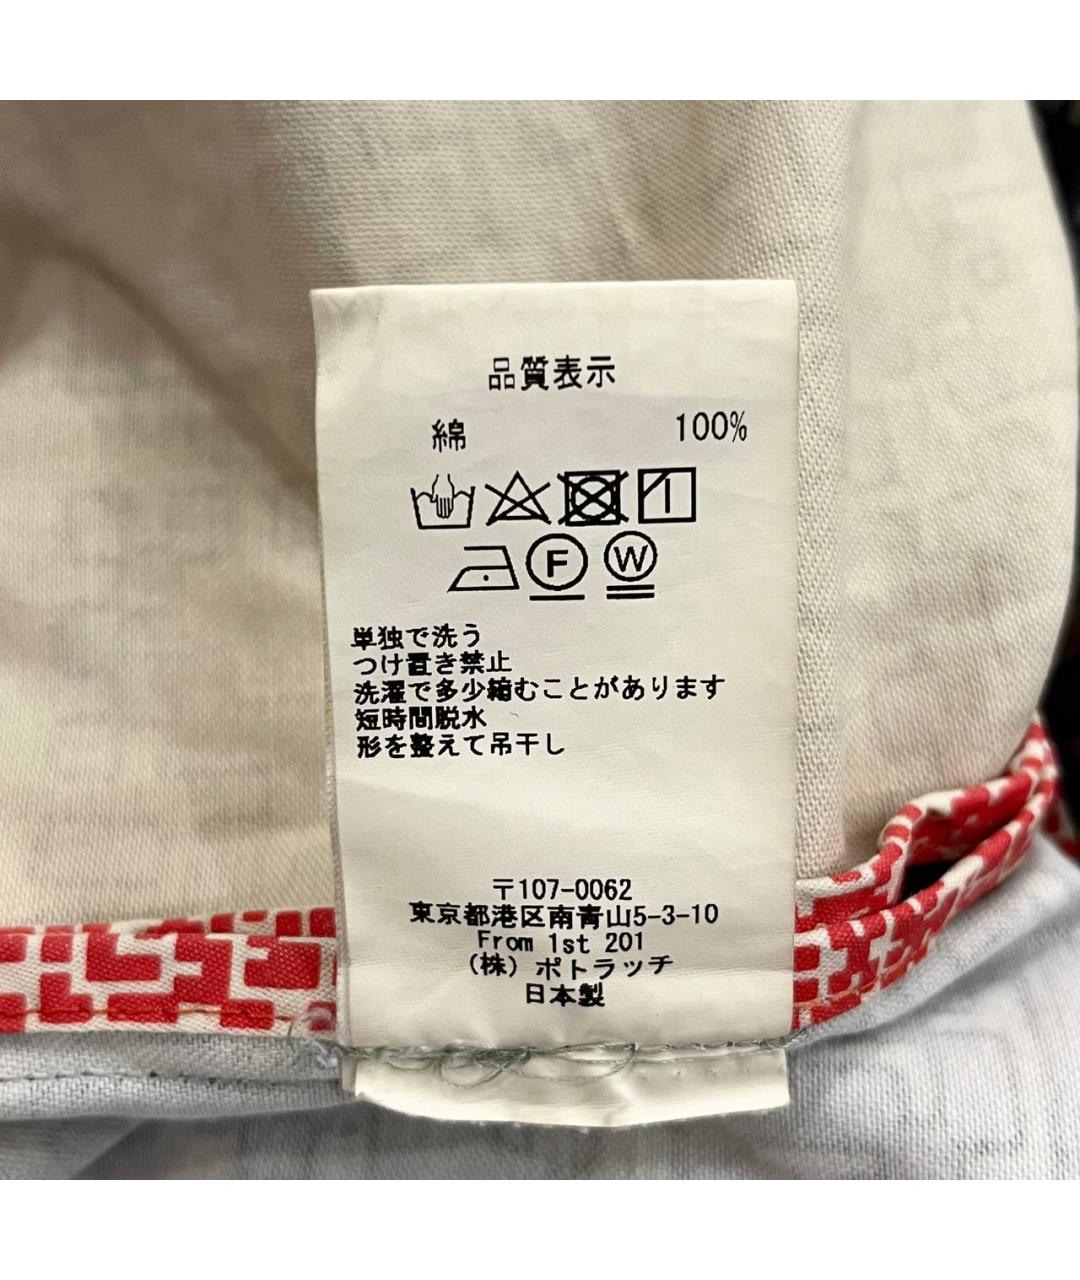 品質表示
綿 100%
F W
単独で洗う
つけ置き禁止
洗濯で多少縮むことがあります
短時間脱水
形を整えて吊干し
〒107-0062
東京都港区南青山5-3-10
From 1st 201
(株) ポトラッチ
日本製